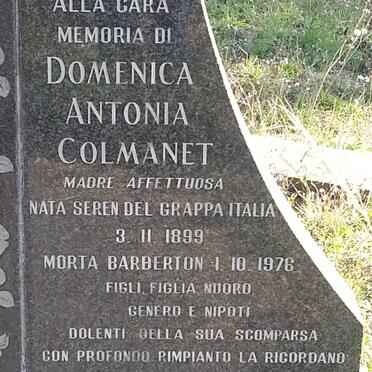 ALLA CARA
MEMORIA DI
DOMENICA
ANTONIA
COLMANET
MADRE AFFETTUOSA
NATA SEREN DEL GRAPPA ITALIA
3. 11. 1899
MORTA BARBERTON 1. 10. 1976
FIGLI, FIGLIA, NUORO
GENERO E NIPOTI
DOLENTI DELLA SUA SCOMPARSA
CON PROFONDO RIMPIANTO LA RICORDANO